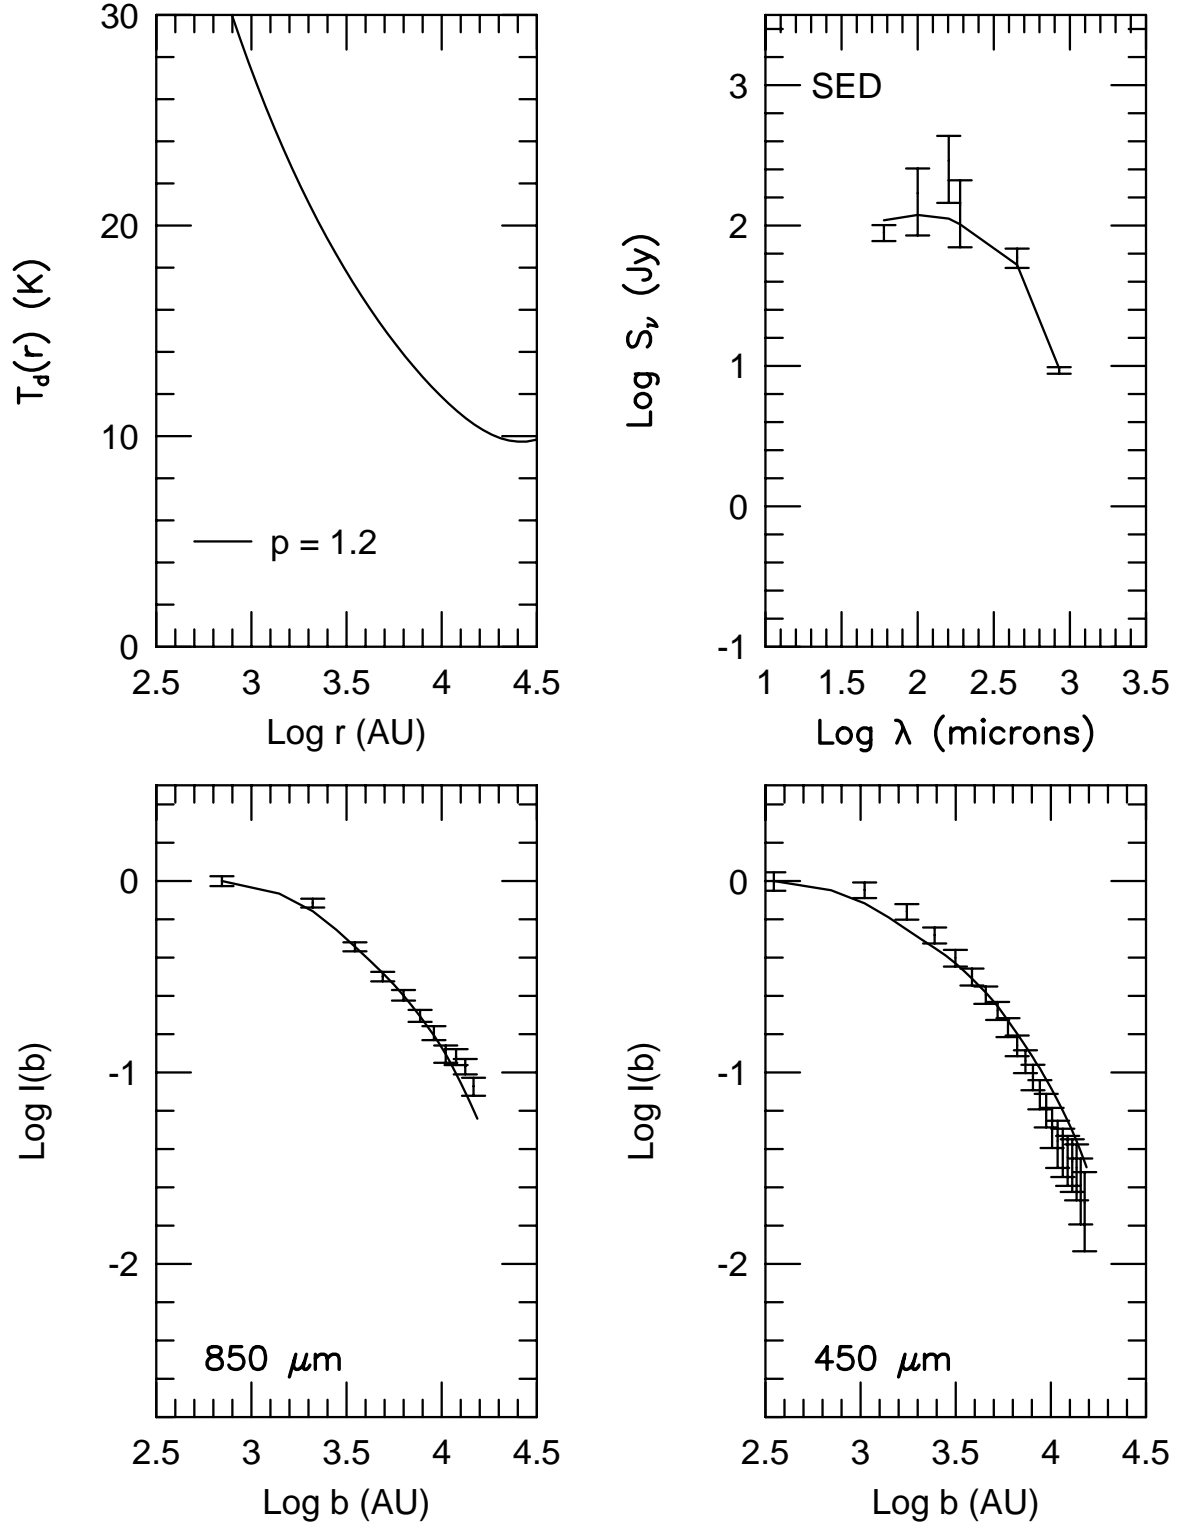 30
20
10
0
T_d(r) (K)
p = 1.2
2.5 3 3.5 4 4.5
Log r (AU)
SED
3
2
1
0
-1
Log S_ν (Jy)
1 1.5 2 2.5 3 3.5
Log λ (microns)
0
-1
-2
Log I(b)
850 μm
2.5 3 3.5 4 4.5
Log b (AU)
0
-1
-2
Log I(b)
450 μm
2.5 3 3.5 4 4.5
Log b (AU)